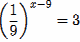 (1/9)^{x−9} = 3